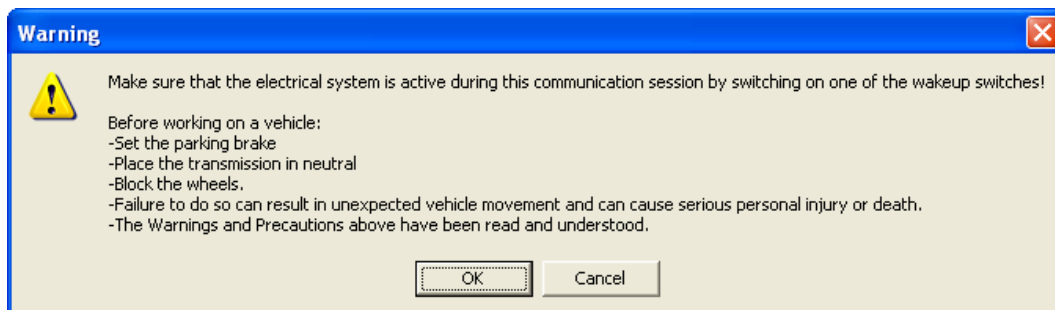 Warning
Make sure that the electrical system is active during this communication session by switching on one of the wakeup switches!
Before working on a vehicle:
-Set the parking brake
-Place the transmission in neutral
-Block the wheels.
-Failure to do so can result in unexpected vehicle movement and can cause serious personal injury or death.
-The Warnings and Precautions above have been read and understood.
OK
Cancel